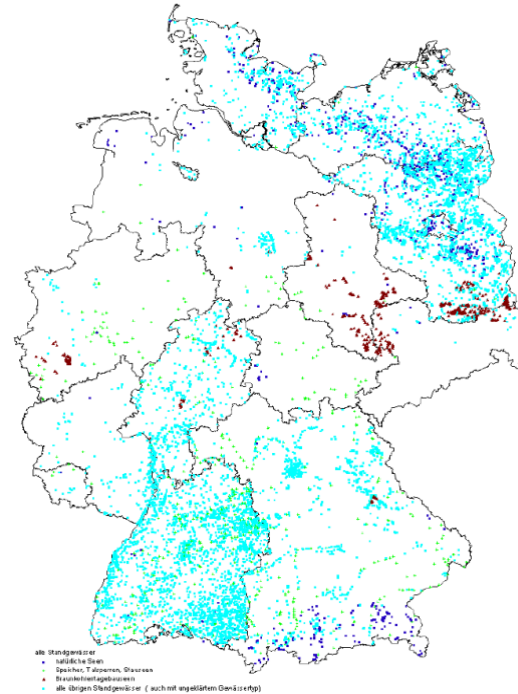 alle Standgewässer
natürliche Seen
Speicher, Talsperren, Stauseen
Braunkohlentagebauseen
alle übrigen Standgewässer ( auch mit ungeklärtem Gewässertyp)